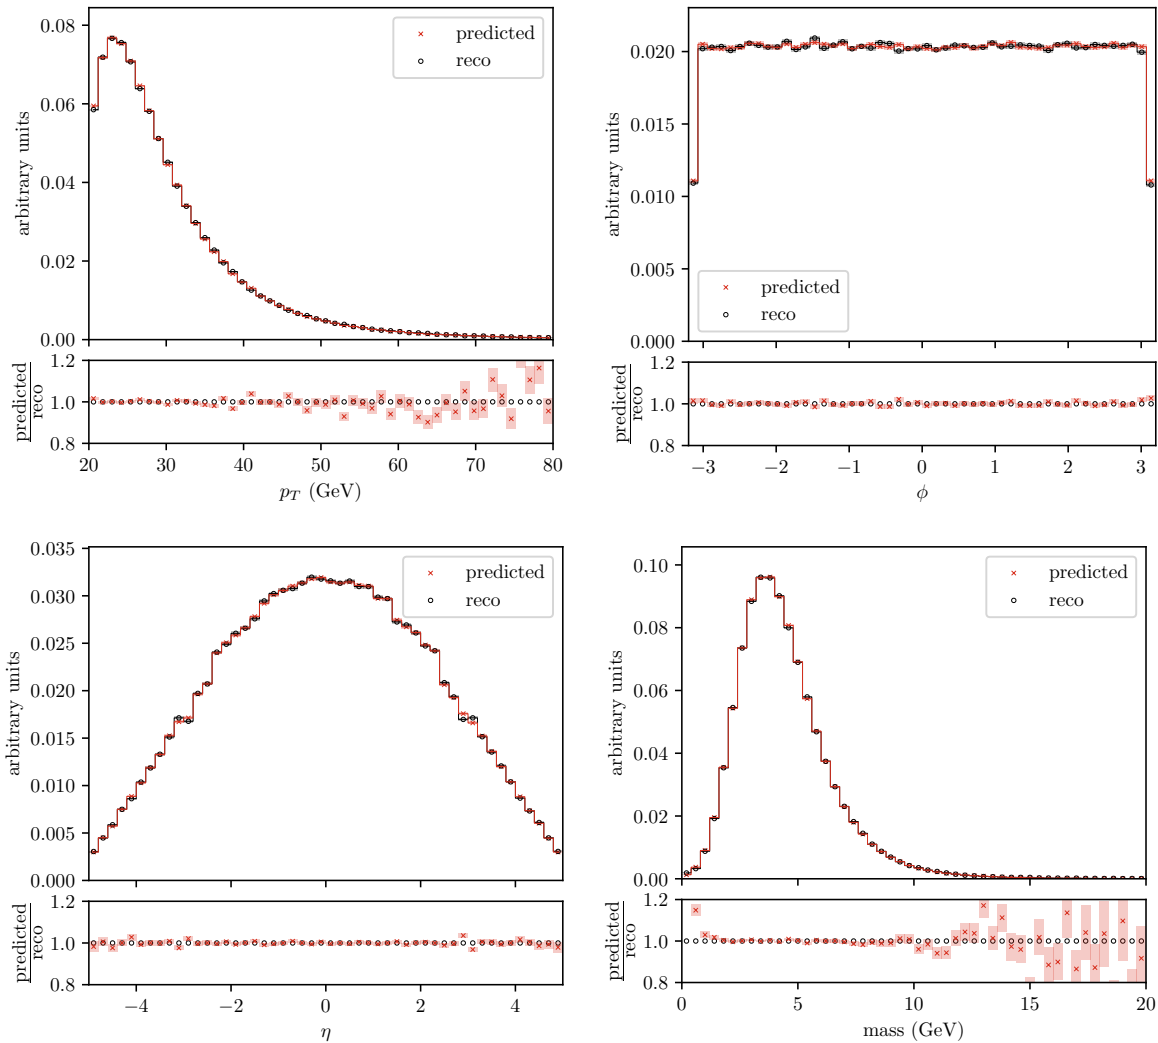 0.08
0.06
0.04
0.02
0.00
arbitrary units
predicted
reco
1.2
1.0
0.8
predicted
reco
20 30 40 50 60 70 80
p_T (GeV)
0.020
0.015
0.010
0.005
0.000
arbitrary units
predicted
reco
1.2
1.0
0.8
predicted
reco
−3 −2 −1 0 1 2 3
ϕ
0.035
0.030
0.025
0.020
0.015
0.010
0.005
0.000
arbitrary units
predicted
reco
1.2
1.0
0.8
predicted
reco
−4 −2 0 2 4
η
0.10
0.08
0.06
0.04
0.02
0.00
arbitrary units
predicted
reco
1.2
1.0
0.8
predicted
reco
0 5 10 15 20
mass (GeV)